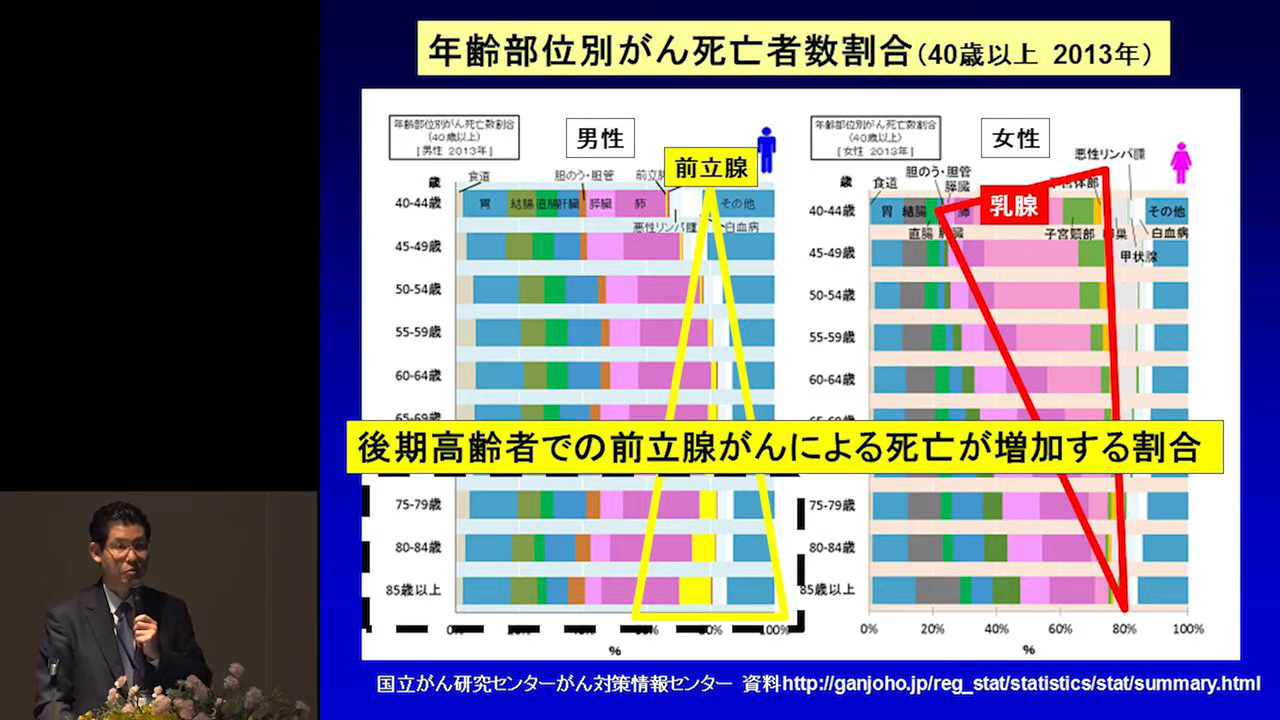 年齢部位別がん死亡者数割合(40歳以上 2013年)
年齢部位別がん死亡数割合
(40歳以上)
[男性 2013年]
男性
前立腺
歳
食道
胆のう・胆管
40-44歳
胃 結腸 直腸 肝臓 膵臓 肺 その他
悪性リンパ腫 白血病
45-49歳
50-54歳
55-59歳
60-64歳
65-69歳
年齢部位別がん死亡数割合
(40歳以上)
[女性 2013年]
女性
悪性リンパ腫
胆のう・胆管
膵臓
歳
食道
乳腺
40-44歳
胃 結腸 肺 その他
直腸 子宮頸部 白血病
45-49歳
甲状腺
50-54歳
55-59歳
60-64歳
後期高齢者での前立腺がんによる死亡が増加する割合
75-79歳
80-84歳
85歳以上
100%
%
75-79歳
80-84歳
85歳以上
0% 20% 40% 60% 80% 100%
%
国立がん研究センターがん対策情報センター 資料http://ganjoho.jp/reg_stat/statistics/stat/summary.html